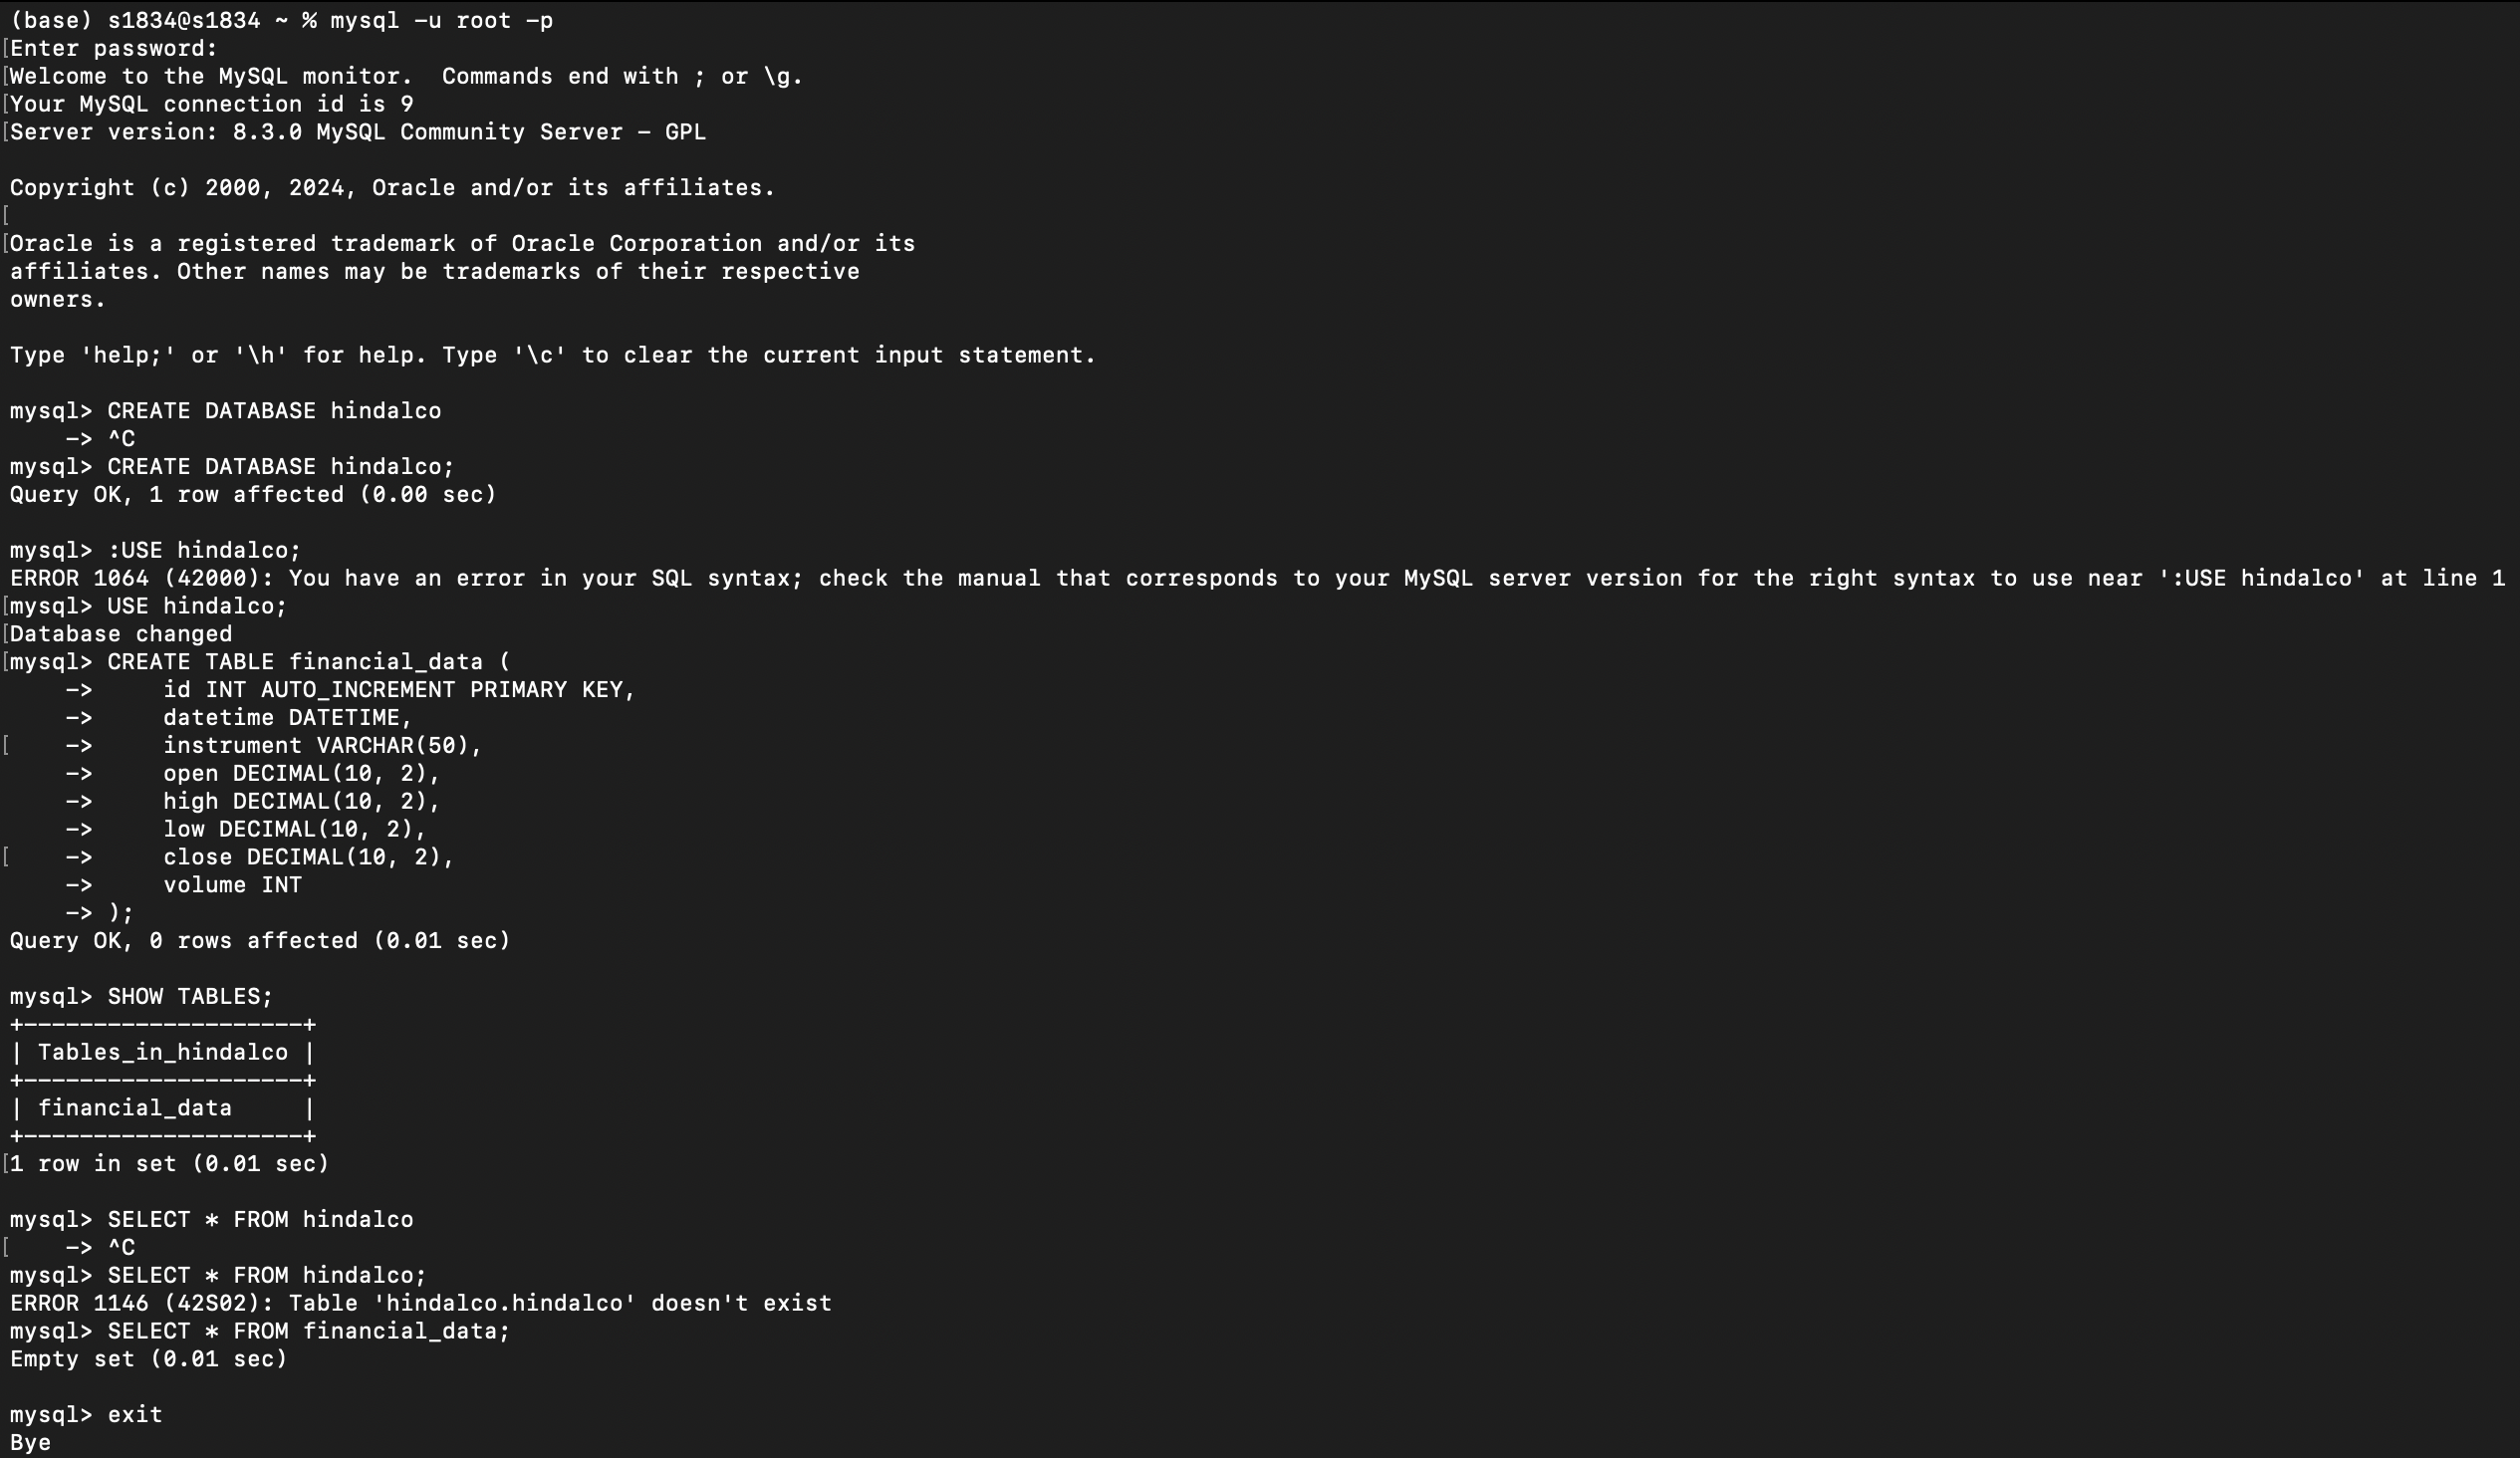 (base) s1834@s1834 ~ % mysql -u root -p
[Enter password:
[Welcome to the MySQL monitor.  Commands end with ; or \g.
[Your MySQL connection id is 9
[Server version: 8.3.0 MySQL Community Server - GPL

Copyright (c) 2000, 2024, Oracle and/or its affiliates.
[
[Oracle is a registered trademark of Oracle Corporation and/or its
affiliates. Other names may be trademarks of their respective
owners.

Type 'help;' or '\h' for help. Type '\c' to clear the current input statement.

mysql> CREATE DATABASE hindalco
    -> ^C
mysql> CREATE DATABASE hindalco;
Query OK, 1 row affected (0.00 sec)

mysql> :USE hindalco;
ERROR 1064 (42000): You have an error in your SQL syntax; check the manual that corresponds to your MySQL server version for the right syntax to use near ':USE hindalco' at line 1
[mysql> USE hindalco;
[Database changed
[mysql> CREATE TABLE financial_data (
    ->     id INT AUTO_INCREMENT PRIMARY KEY,
    ->     datetime DATETIME,
[    ->     instrument VARCHAR(50),
    ->     open DECIMAL(10, 2),
    ->     high DECIMAL(10, 2),
    ->     low DECIMAL(10, 2),
[    ->     close DECIMAL(10, 2),
    ->     volume INT
    -> );
Query OK, 0 rows affected (0.01 sec)

mysql> SHOW TABLES;
+--------------------+
| Tables_in_hindalco |
+--------------------+
| financial_data     |
+--------------------+
[1 row in set (0.01 sec)

mysql> SELECT * FROM hindalco
[    -> ^C
mysql> SELECT * FROM hindalco;
ERROR 1146 (42S02): Table 'hindalco.hindalco' doesn't exist
mysql> SELECT * FROM financial_data;
Empty set (0.01 sec)

mysql> exit
Bye